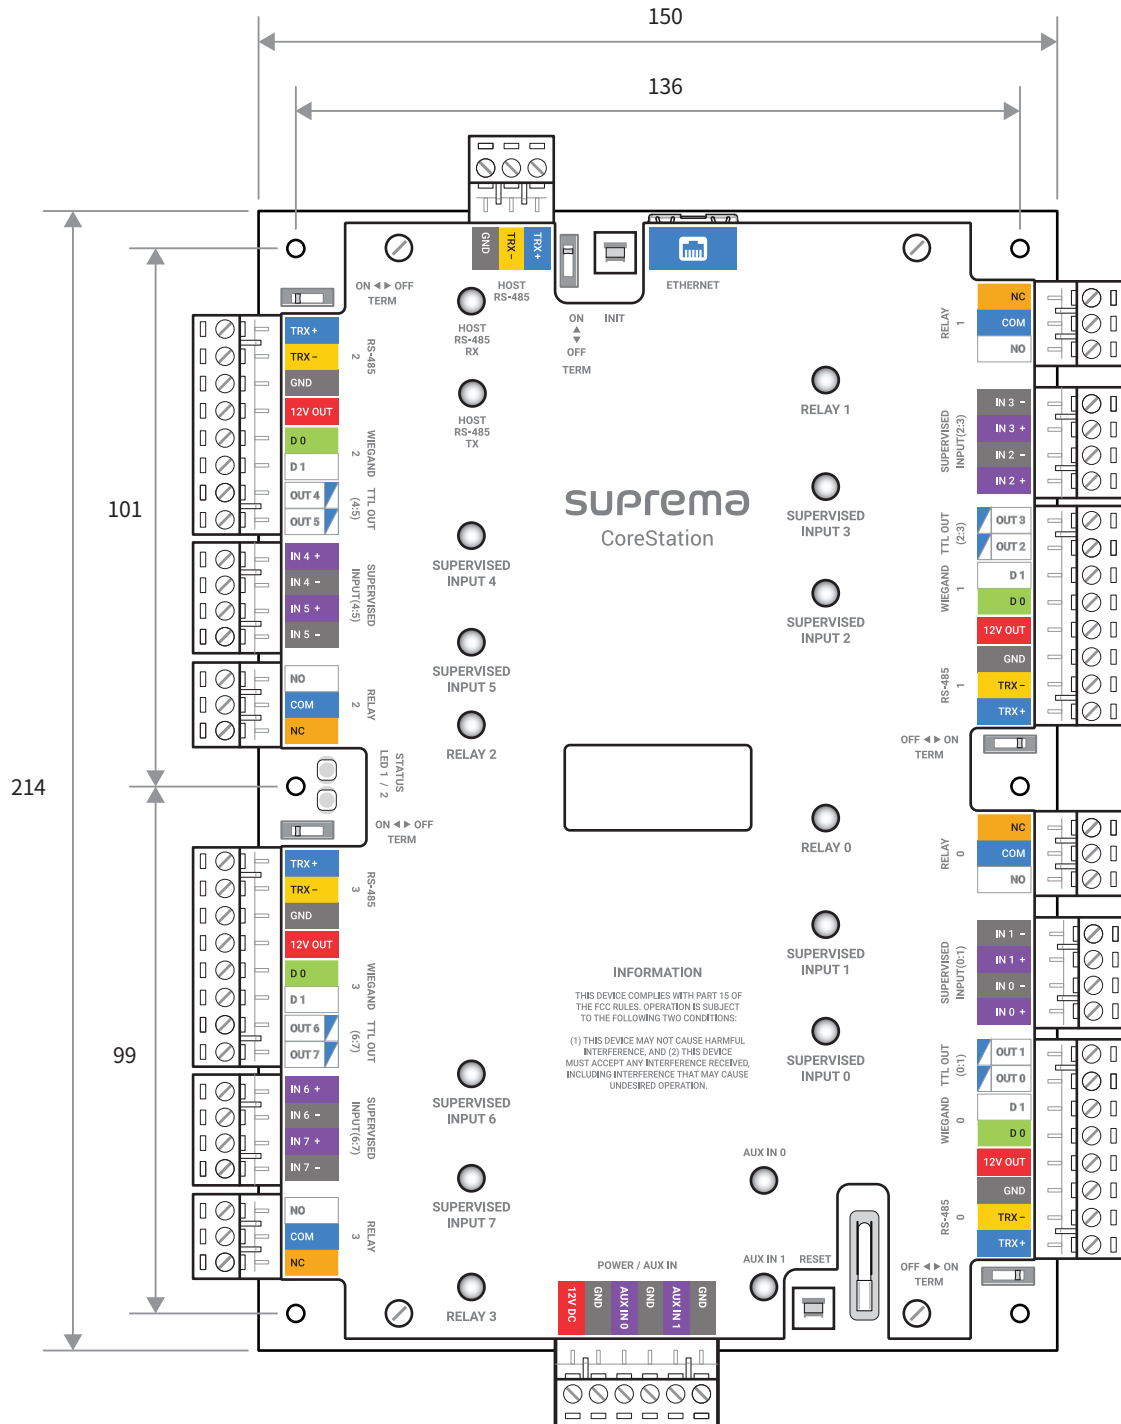 150
136
GND
TRX -
TRX+
HOST
RS-485
ON
OFF
TERM
INIT
ETHERNET
ON ◄ ► OFF
TERM
HOST
RS-485
RX
HOST
RS-485
TX
TRX+
TRX -
GND
RS-485
2
12V OUT
D 0
D 1
WIEGAND
2
OUT 4
OUT 5
TTL OUT
(4:5)
IN 4 +
IN 4 -
IN 5 +
IN 5 -
SUPERVISED
INPUT(4:5)
NO
COM
NC
RELAY
2
STATUS
LED 1 / 2
ON ◄ ► OFF
TERM
101
214
99
TRX+
TRX -
GND
RS-485
3
12V OUT
D 0
D 1
WIEGAND
3
OUT 6
OUT 7
TTL OUT
(6:7)
IN 6 +
IN 6 -
IN 7 +
IN 7 -
SUPERVISED
INPUT(6:7)
NO
COM
NC
RELAY
3
SUPERVISED
INPUT 4
SUPERVISED
INPUT 5
RELAY 2
SUPERVISED
INPUT 6
SUPERVISED
INPUT 7
RELAY 3
suprema
CoreStation
RELAY 1
SUPERVISED
INPUT 3
SUPERVISED
INPUT 2
RELAY 0
SUPERVISED
INPUT 1
SUPERVISED
INPUT 0
INFORMATION
THIS DEVICE COMPLIES WITH PART 15 OF
THE FCC RULES. OPERATION IS SUBJECT
TO THE FOLLOWING TWO CONDITIONS:
(1) THIS DEVICE MAY NOT CAUSE HARMFUL
INTERFERENCE, AND (2) THIS DEVICE
MUST ACCEPT ANY INTERFERENCE RECEIVED,
INCLUDING INTERFERENCE THAT MAY CAUSE
UNDESIRED OPERATION.
AUX IN 0
AUX IN 1
RESET
POWER / AUX IN
12V DC
GND
AUX IN 0
GND
AUX IN 1
GND
RELAY
1
NC
COM
NO
SUPERVISED
INPUT(2:3)
IN 3 -
IN 3 +
IN 2 -
IN 2 +
TTL OUT
(2:3)
OUT 3
OUT 2
WIEGAND
1
D 1
D 0
12V OUT
RS-485
1
GND
TRX -
TRX+
OFF ◄ ► ON
TERM
RELAY
0
NC
COM
NO
SUPERVISED
INPUT(0:1)
IN 1 -
IN 1 +
IN 0 -
IN 0 +
TTL OUT
(0:1)
OUT 1
OUT 0
WIEGAND
0
D 1
D 0
12V OUT
RS-485
0
GND
TRX -
TRX+
OFF ◄ ► ON
TERM